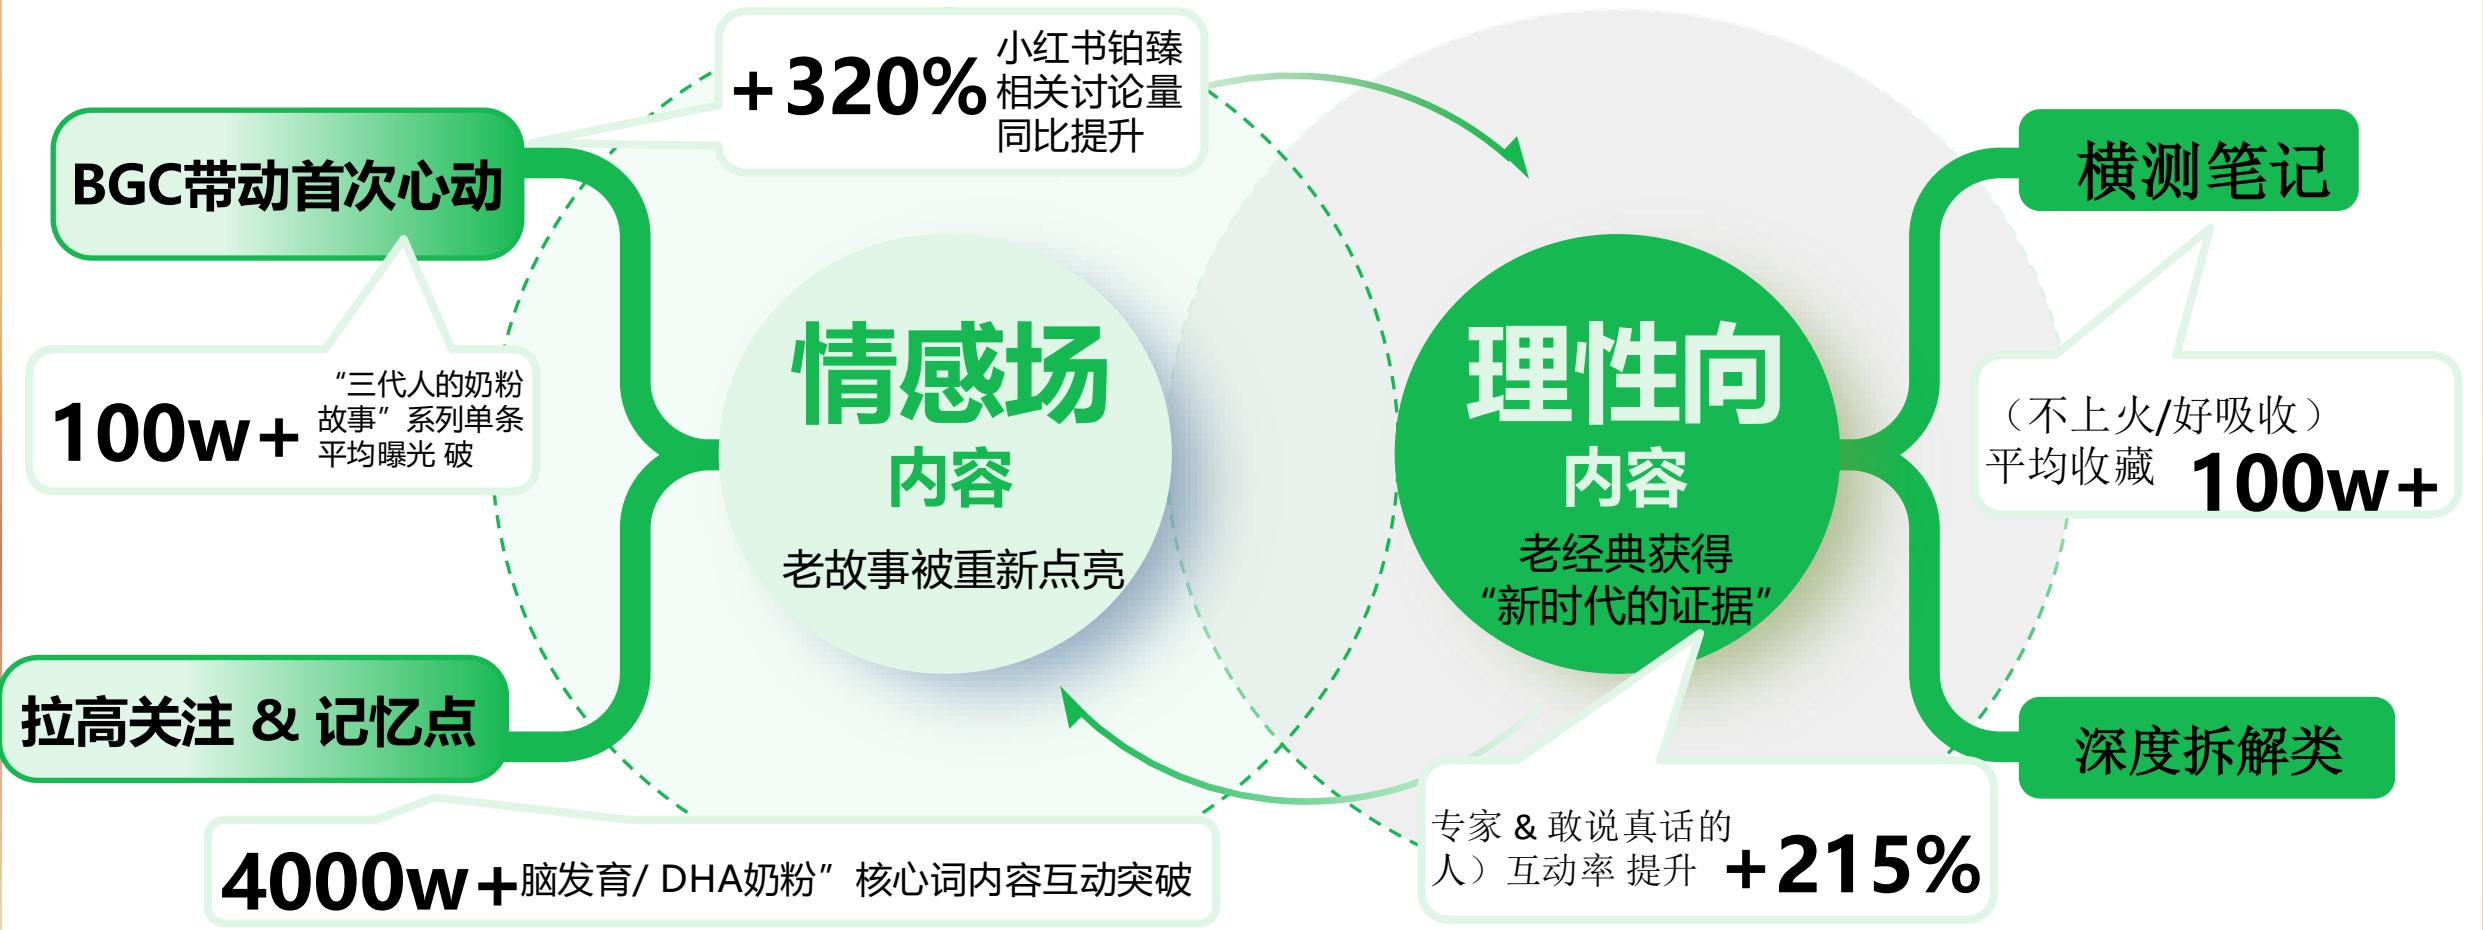 +320%
小红书铂臻
相关讨论量
同比提升
BGC带动首次心动
100w+
“三代人的奶粉
故事”系列单条
平均曝光 破
拉高关注 & 记忆点
4000w+脑发育/ DHA奶粉”核心词内容互动突破
情感场
内容
老故事被重新点亮
理性向
内容
老经典获得
“新时代的证据”
横测笔记
（不上火/好吸收）
平均收藏 100w+
深度拆解类
专家 & 敢说真话的
人）互动率 提升 +215%